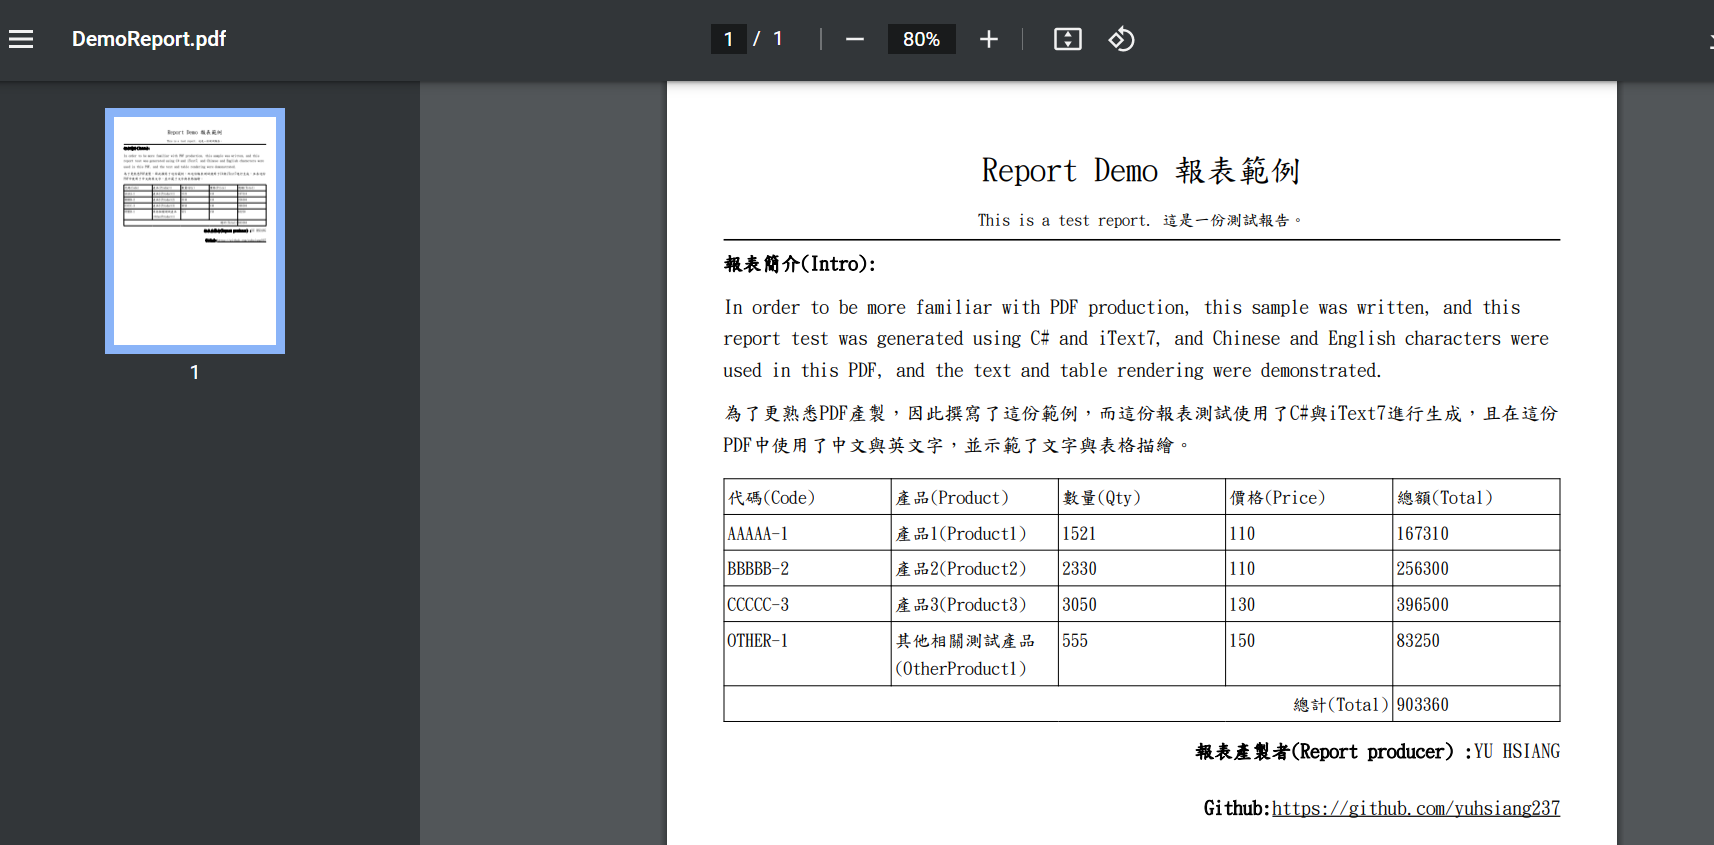 DemoReport.pdf
1 / 1
80%
1
Report Demo 報表範例
This is a test report. 這是一份測試報告。
報表簡介(Intro):
In order to be more familiar with PDF production, this sample was written, and this
report test was generated using C# and iText7, and Chinese and English characters were
used in this PDF, and the text and table rendering were demonstrated.
為了更熟悉PDF產製，因此撰寫了這份範例，而這份報表測試使用了C#與iText7進行生成，且在這份
PDF中使用了中文與英文字，並示範了文字與表格描繪。
代碼(Code) 產品(Product) 數量(Qty) 價格(Price) 總額(Total)
AAAAA-1 產品1(Product1) 1521 110 167310
BBBBB-2 產品2(Product2) 2330 110 256300
CCCCC-3 產品3(Product3) 3050 130 396500
OTHER-1 其他相關測試產品 555 150 83250
(OtherProduct1)
總計(Total) 903360
報表產製者(Report producer) :YU HSIANG
Github:https://github.com/yuhsiang237